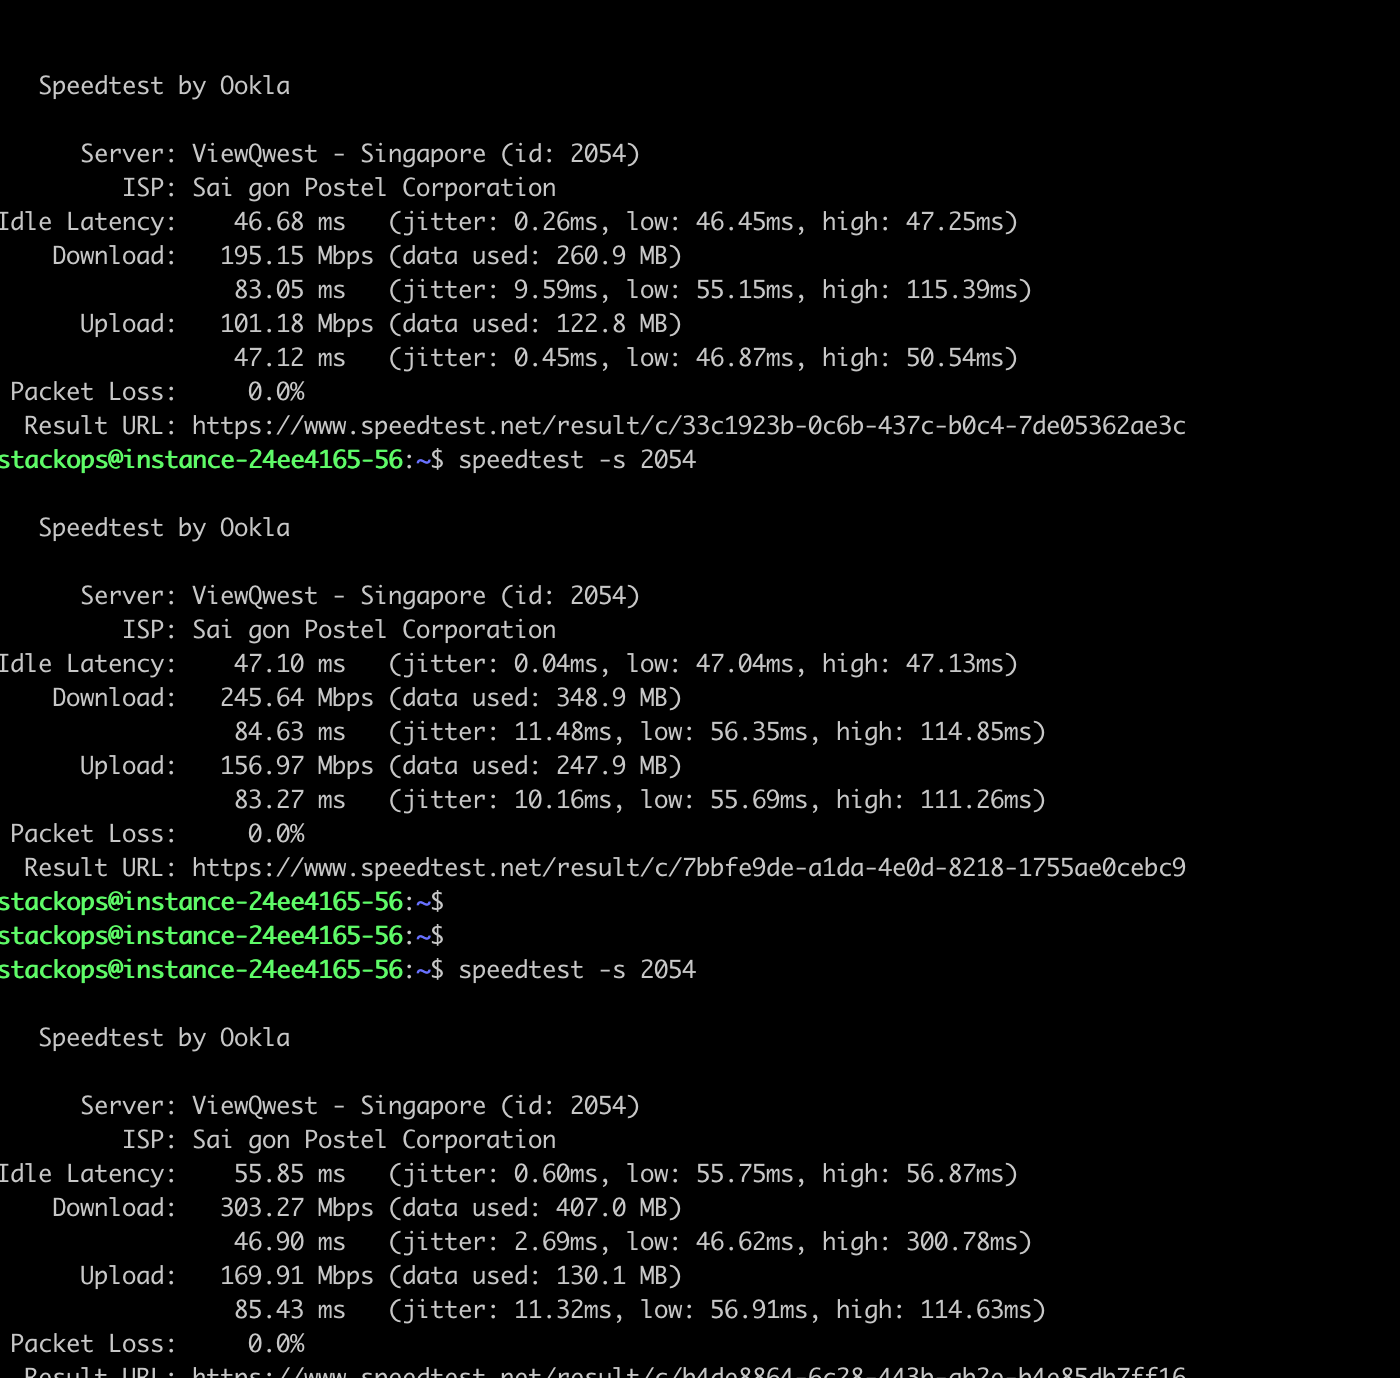 Speedtest by Ookla
Server: ViewQwest - Singapore (id: 2054)
ISP: Sai gon Postel Corporation
Idle Latency: 46.68 ms (jitter: 0.26ms, low: 46.45ms, high: 47.25ms)
Download: 195.15 Mbps (data used: 260.9 MB)
83.05 ms (jitter: 9.59ms, low: 55.15ms, high: 115.39ms)
Upload: 101.18 Mbps (data used: 122.8 MB)
47.12 ms (jitter: 0.45ms, low: 46.87ms, high: 50.54ms)
Packet Loss: 0.0%
Result URL: https://www.speedtest.net/result/c/33c1923b-0c6b-437c-b0c4-7de05362ae3c
stackops@instance-24ee4165-56:~$ speedtest -s 2054
Speedtest by Ookla
Server: ViewQwest - Singapore (id: 2054)
ISP: Sai gon Postel Corporation
Idle Latency: 47.10 ms (jitter: 0.04ms, low: 47.04ms, high: 47.13ms)
Download: 245.64 Mbps (data used: 348.9 MB)
84.63 ms (jitter: 11.48ms, low: 56.35ms, high: 114.85ms)
Upload: 156.97 Mbps (data used: 247.9 MB)
83.27 ms (jitter: 10.16ms, low: 55.69ms, high: 111.26ms)
Packet Loss: 0.0%
Result URL: https://www.speedtest.net/result/c/7bbfe9de-a1da-4e0d-8218-1755ae0cebc9
stackops@instance-24ee4165-56:~$
stackops@instance-24ee4165-56:~$
stackops@instance-24ee4165-56:~$ speedtest -s 2054
Speedtest by Ookla
Server: ViewQwest - Singapore (id: 2054)
ISP: Sai gon Postel Corporation
Idle Latency: 55.85 ms (jitter: 0.60ms, low: 55.75ms, high: 56.87ms)
Download: 303.27 Mbps (data used: 407.0 MB)
46.90 ms (jitter: 2.69ms, low: 46.62ms, high: 300.78ms)
Upload: 169.91 Mbps (data used: 130.1 MB)
85.43 ms (jitter: 11.32ms, low: 56.91ms, high: 114.63ms)
Packet Loss: 0.0%
Result URL: